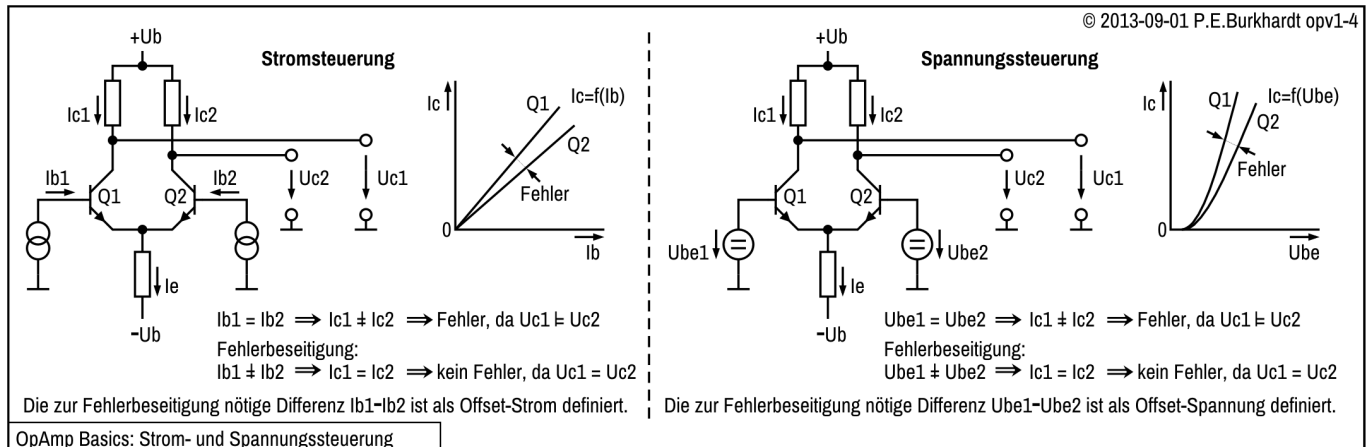 © 2013-09-01 P.E.Burkhardt opv1-4
+Ub
Stromsteuerung
Ic1
Ic2
Ib1
Q1
Q2
Ib2
Uc2
Uc1
Ie
-Ub
Ic
Q1
Ic=f(Ib)
Q2
Fehler
0
Ib
Ib1 = Ib2 ⇒ Ic1 ǂ Ic2 ⇒ Fehler, da Uc1 ⊧ Uc2
Fehlerbeseitigung:
Ib1 ǂ Ib2 ⇒ Ic1 = Ic2 ⇒ kein Fehler, da Uc1 = Uc2
Die zur Fehlerbeseitigung nötige Differenz Ib1-Ib2 ist als Offset-Strom definiert.
+Ub
Spannungssteuerung
Ic1
Ic2
Q1
Q2
Uc2
Uc1
Ube1
Ube2
Ie
-Ub
Ic
Q1
Ic=f(Ube)
Q2
Fehler
0
Ube
Ube1 = Ube2 ⇒ Ic1 ǂ Ic2 ⇒ Fehler, da Uc1 ⊧ Uc2
Fehlerbeseitigung:
Ube1 ǂ Ube2 ⇒ Ic1 = Ic2 ⇒ kein Fehler, da Uc1 = Uc2
Die zur Fehlerbeseitigung nötige Differenz Ube1-Ube2 ist als Offset-Spannung definiert.
OpAmp Basics: Strom- und Spannungssteuerung